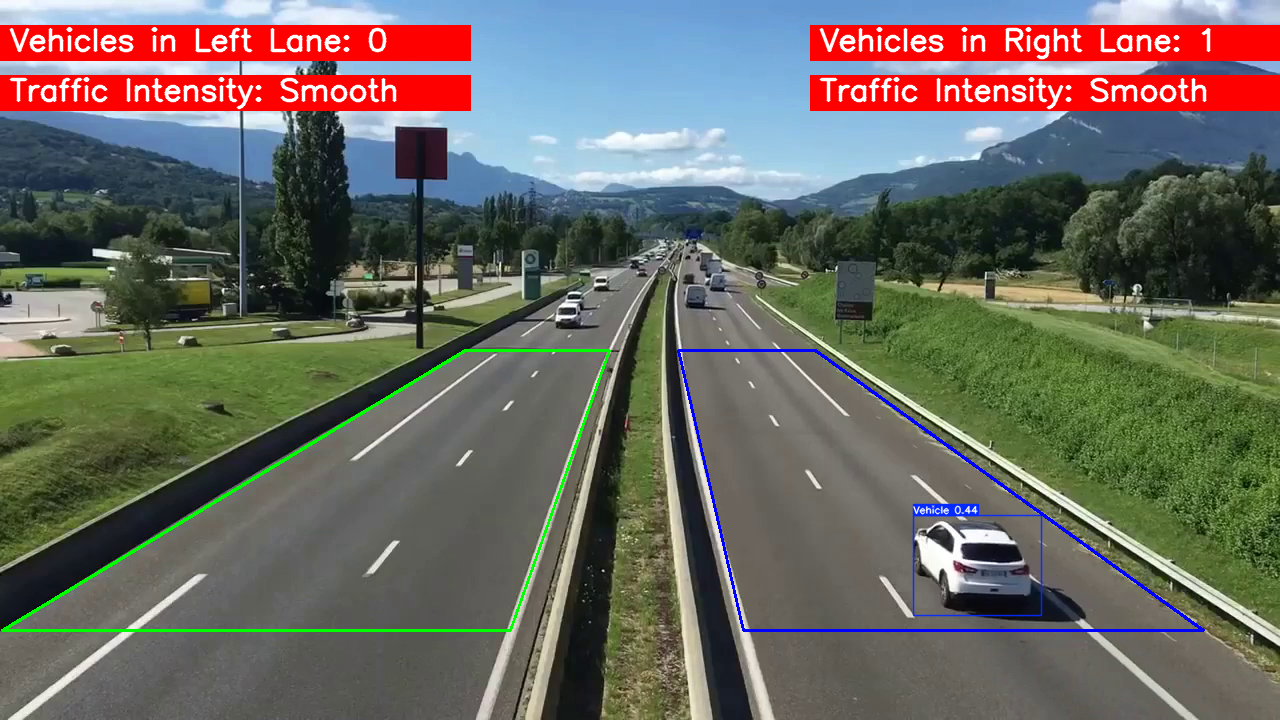 Vehicles in Left Lane: 0
Vehicles in Right Lane: 1
Traffic Intensity: Smooth
Traffic Intensity: Smooth
Vehicle 0.44